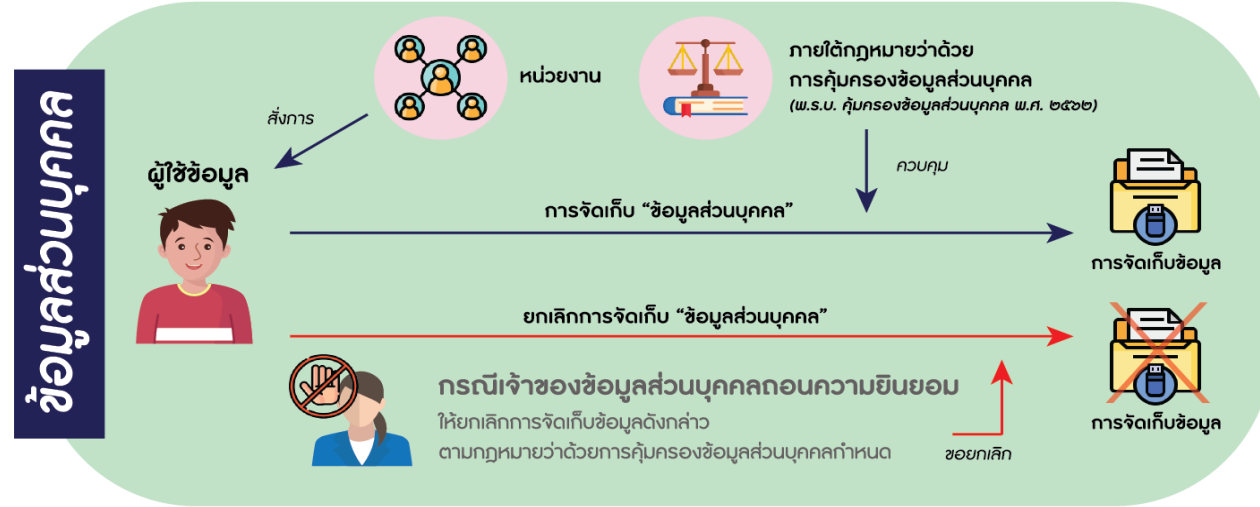 ข้อมูลส่วนบุคคล
หน่วยงาน
ภายใต้กฎหมายว่าด้วย
การคุ้มครองข้อมูลส่วนบุคคล
(พ.ร.บ. คุ้มครองข้อมูลส่วนบุคคล พ.ศ. ๒๕๖๒)
สั่งการ
ควบคุม
ผู้ใช้ข้อมูล
การจัดเก็บ “ข้อมูลส่วนบุคคล”
การจัดเก็บข้อมูล
ยกเลิกการจัดเก็บ “ข้อมูลส่วนบุคคล”
กรณีเจ้าของข้อมูลส่วนบุคคลถอนความยินยอม
ให้ยกเลิกการจัดเก็บข้อมูลดังกล่าว
ตามกฎหมายว่าด้วยการคุ้มครองข้อมูลส่วนบุคคลกำหนด
ขอยกเลิก
การจัดเก็บข้อมูล